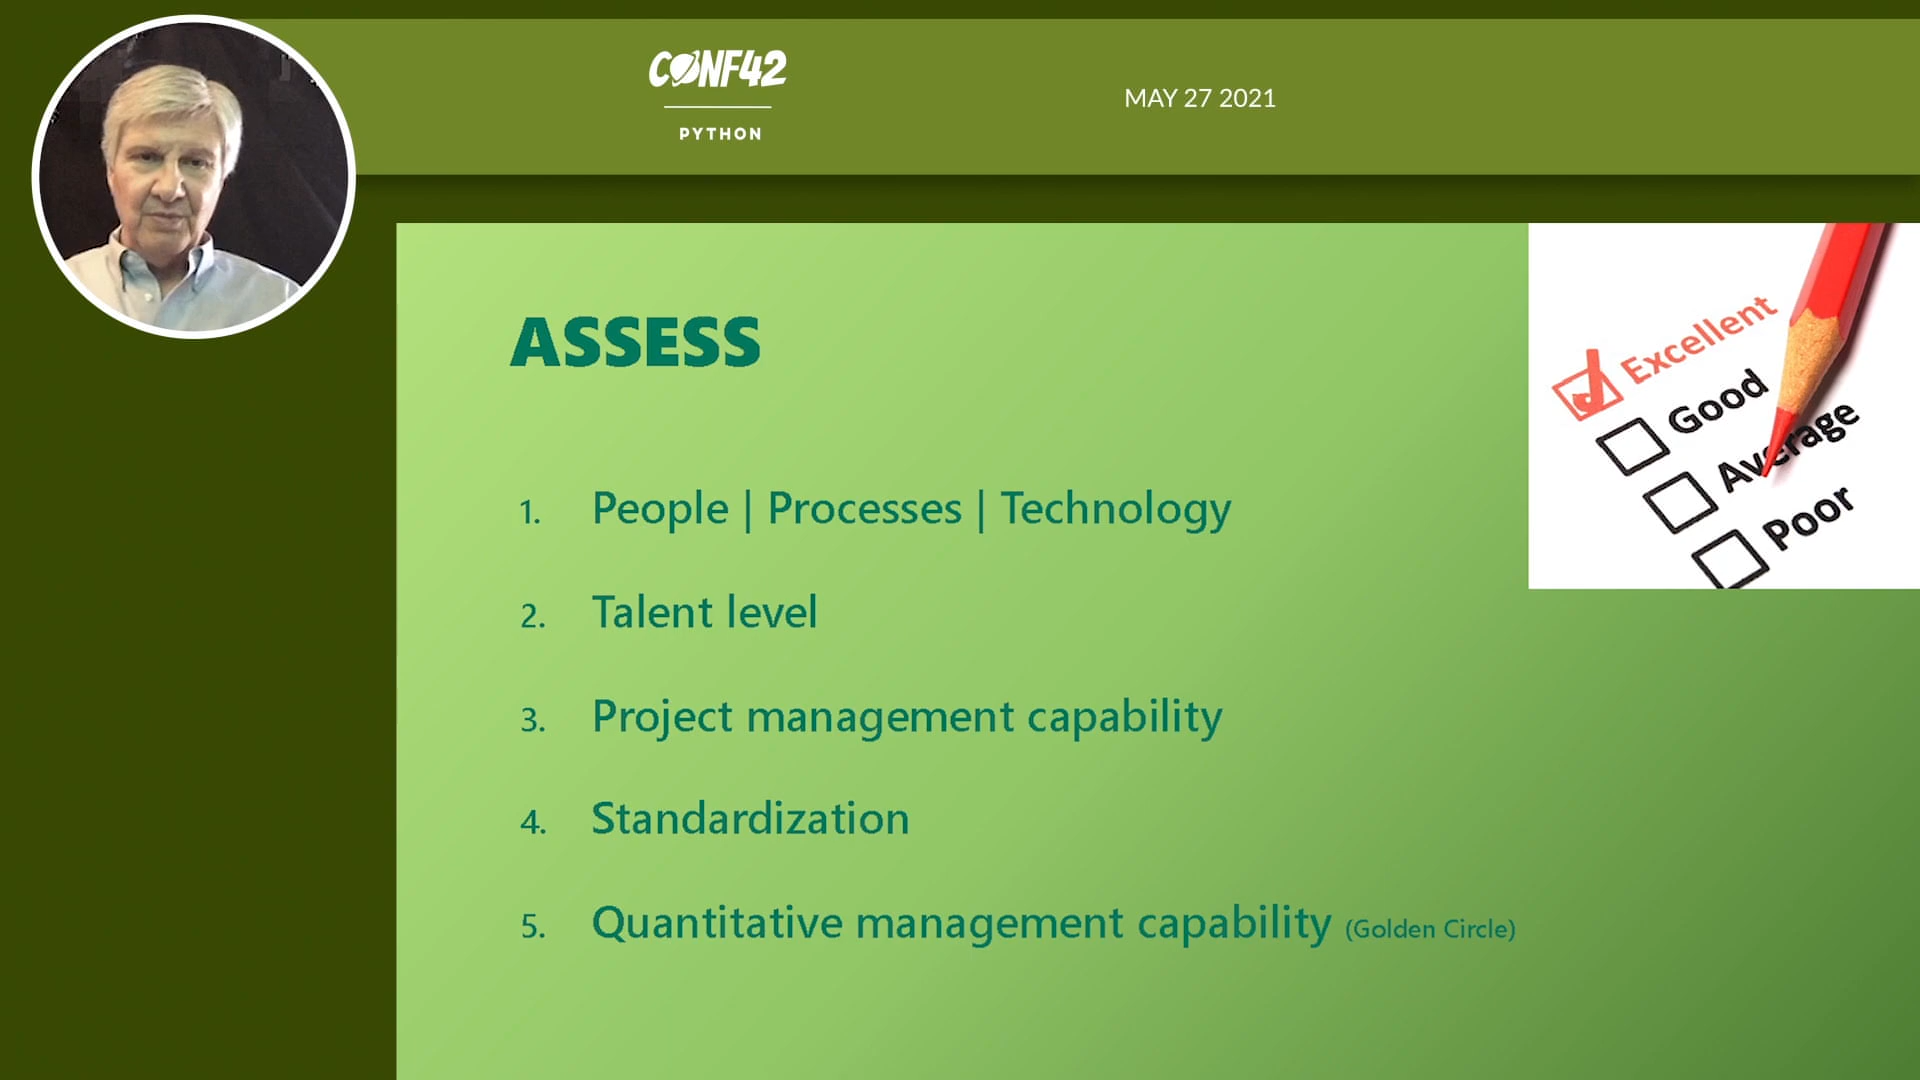 CONF42
PYTHON
MAY 27 2021
ASSESS
1. People | Processes | Technology
2. Talent level
3. Project management capability
4. Standardization
5. Quantitative management capability (Golden Circle)
Excellent
Good
Average
Poor